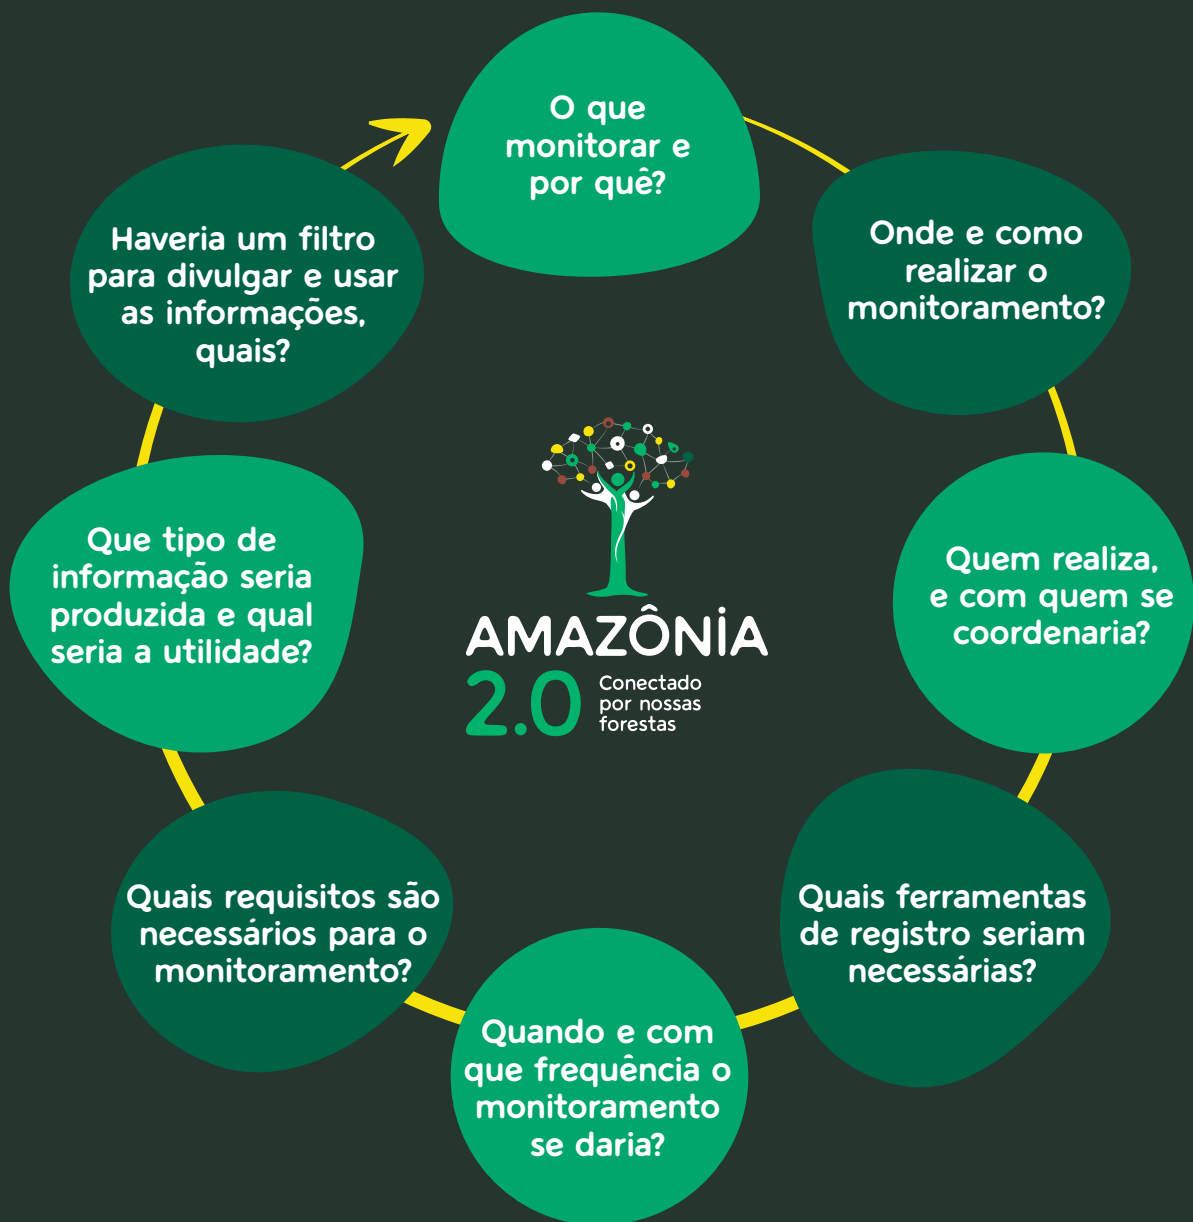 O que
monitorar e
por quê?
Onde e como
realizar o
monitoramento?
Quem realiza,
e com quem se
coordenaria?
Quais ferramentas
de registro seriam
necessárias?
Quando e com
que frequência o
monitoramento
se daria?
Quais requisitos são
necessários para o
monitoramento?
Que tipo de
informação seria
produzida e qual
seria a utilidade?
Haveria um filtro
para divulgar e usar
as informações,
quais?
AMAZÔNIA
2.0
Conectado
por nossas
forestas